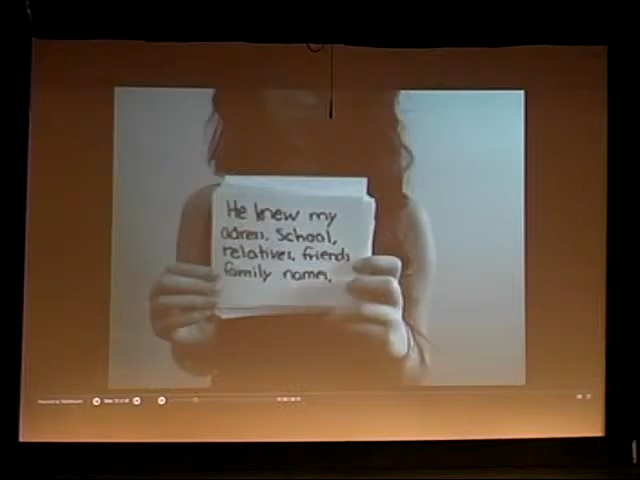 He knew my
adress, School,
relatives, friends
family names.